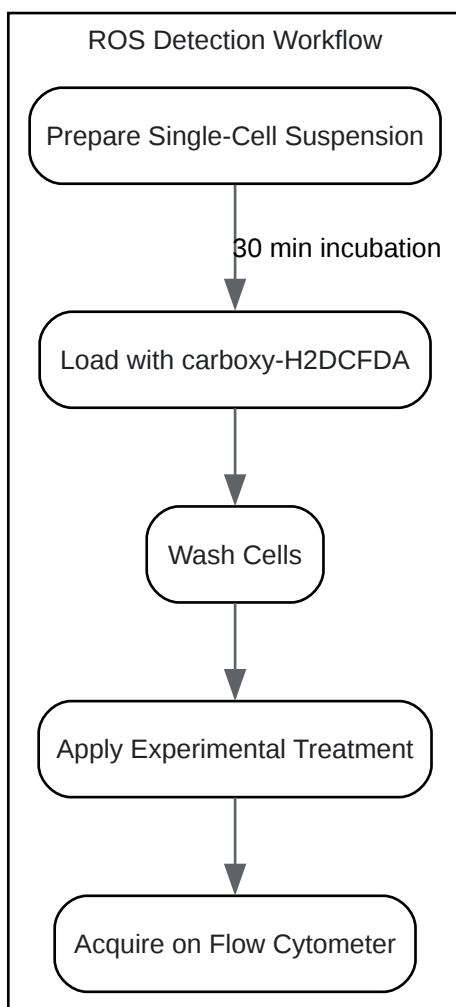 ROS Detection Workflow
Prepare Single-Cell Suspension
30 min incubation
Load with carboxy-H2DCFDA
Wash Cells
Apply Experimental Treatment
Acquire on Flow Cytometer